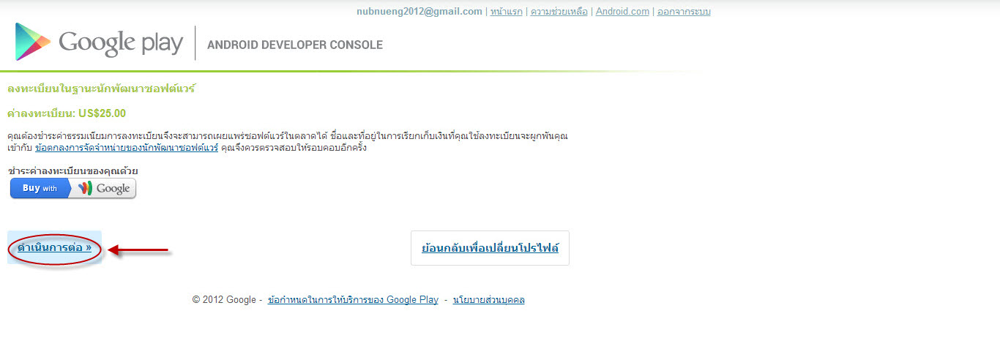 nubnueng2012@gmail.com | หน้าแรก | ความช่วยเหลือ | Android.com | ออกจากระบบ
Google play | ANDROID DEVELOPER CONSOLE
ลงทะเบียนในฐานะนักพัฒนาซอฟต์แวร์
ค่าลงทะเบียน: US$25.00
คุณต้องชำระค่าธรรมเนียมการลงทะเบียนจึงจะสามารถเผยแพร่ซอฟต์แวร์ในตลาดได้ ชื่อและที่อยู่ในการเรียกเก็บเงินที่คุณใช้ลงทะเบียนจะผูกพันคุณ
เข้ากับ ข้อตกลงการจัดจำหน่ายของนักพัฒนาซอฟต์แวร์ คุณจึงควรตรวจสอบให้รอบคอบอีกครั้ง
ชำระค่าลงทะเบียนของคุณด้วย
Buy with Google
ดำเนินการต่อ »
ย้อนกลับเพื่อเปลี่ยนโปรไฟล์
© 2012 Google - ข้อกำหนดในการให้บริการของ Google Play - นโยบายส่วนบุคคล